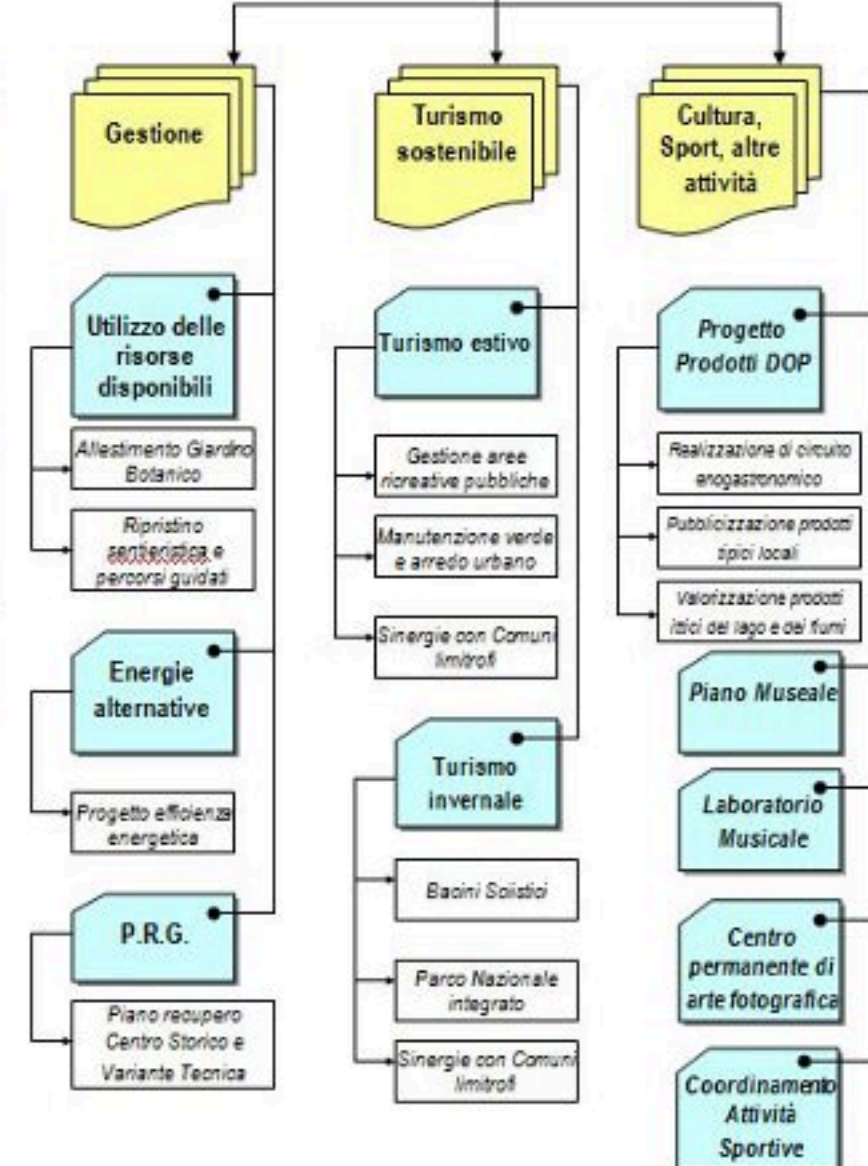 Gestione
Utilizzo delle
risorse
disponibili
Allestimento Giardino
Botanico
Ripristino
sentieristica e
percorsi guidati
Energie
alternative
Progetto efficienza
energetica
P.R.G.
Piano recupero
Centro Storico e
Variante Tecnica
Turismo
sostenibile
Turismo estivo
Gestione aree
ricreative pubbliche
Manutenzione verde
e arredo urbano
Sinergie con Comuni
limitrofi
Turismo
invernale
Bacini Sciistici
Parco Nazionale
integrato
Sinergie con Comuni
limitrofi
Cultura,
Sport, altre
attività
Progetto
Prodotti DOP
Realizzazione di circuito
enogastronomico
Pubblicizzazione prodotti
tipici locali
Valorizzazione prodotti
ittici del lago e dei fiumi
Piano Museale
Laboratorio
Musicale
Centro
permanente di
arte fotografica
Coordinamento
Attività
Sportive